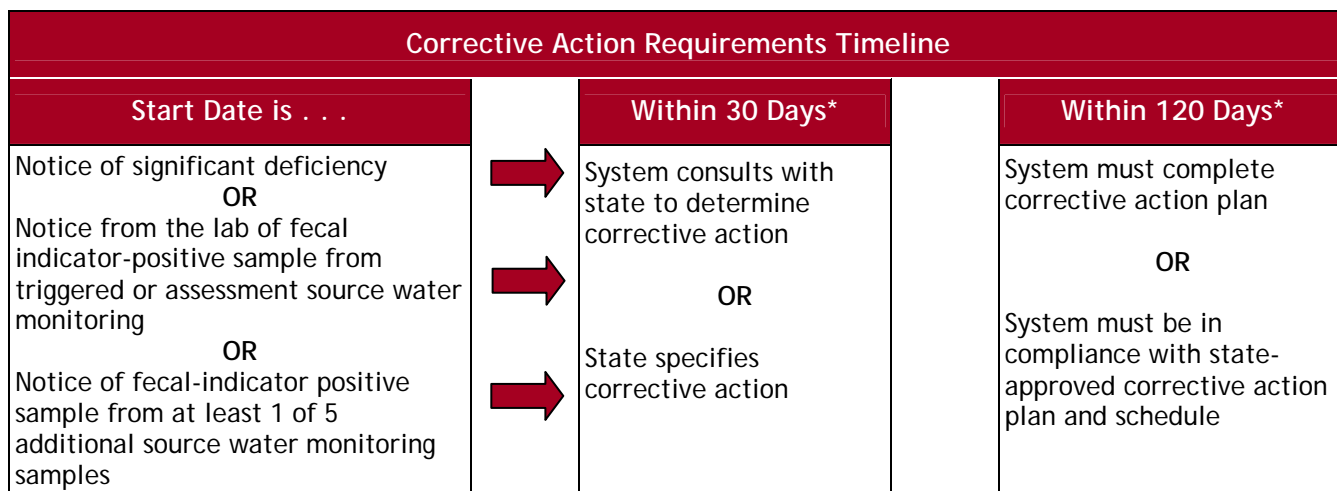 Corrective Action Requirements Timeline
Start Date is . . .
Notice of significant deficiency
OR
Notice from the lab of fecal
indicator-positive sample from
triggered or assessment source water
monitoring
OR
Notice of fecal-indicator positive
sample from at least 1 of 5
additional source water monitoring
samples
Within 30 Days*
System consults with
state to determine
corrective action
OR
State specifies
corrective action
Within 120 Days*
System must complete
corrective action plan
OR
System must be in
compliance with state-
approved corrective action
plan and schedule